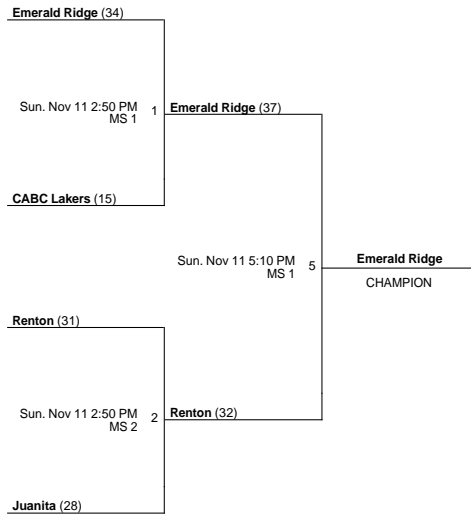 Emerald Ridge (34)
Sun. Nov 11 2:50 PM
MS 1
1
Emerald Ridge (37)
CABC Lakers (15)
Sun. Nov 11 5:10 PM
MS 1
5
Emerald Ridge
CHAMPION
Renton (31)
Sun. Nov 11 2:50 PM
MS 2
2
Renton (32)
Juanita (28)